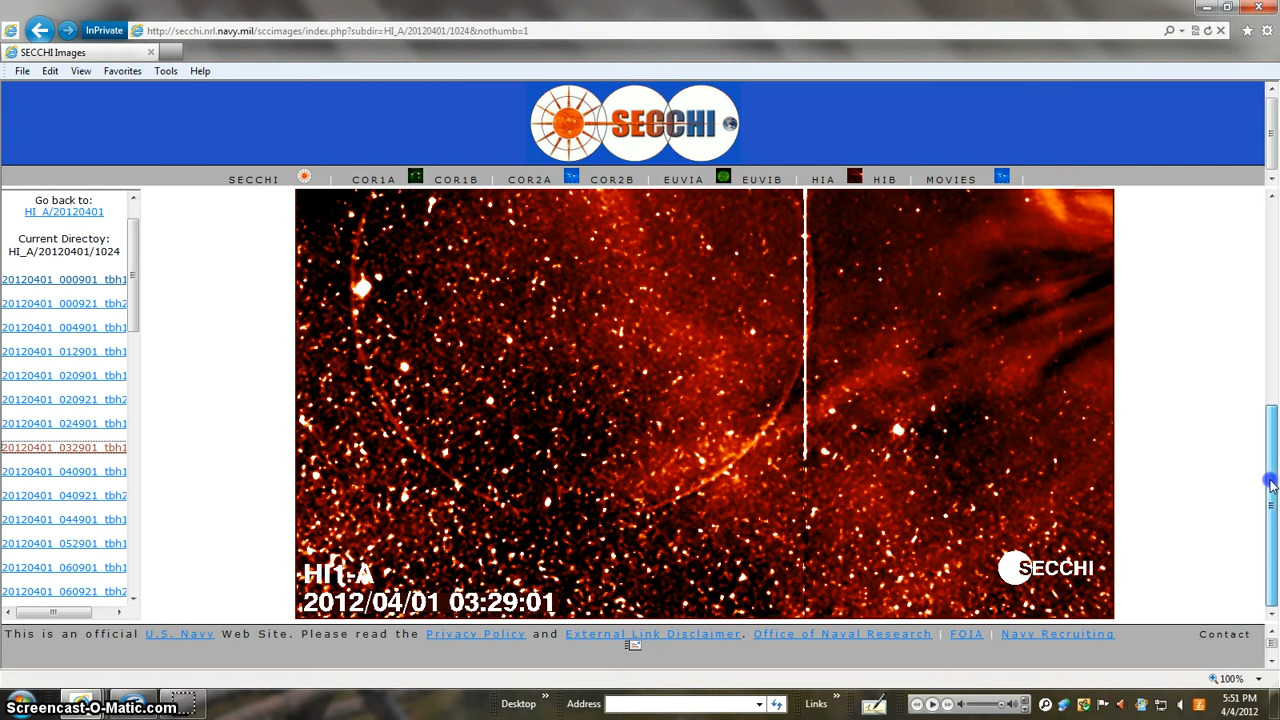 InPrivate
http://secchi.nrl.navy.mil/sccimages/index.php?subdir=HI_A/20120401/1024&nothumb=1
SECCHI Images
File Edit View Favorites Tools Help
SECCHI
SECCHI | COR1A COR1B | COR2A COR2B | EUVIA EUVIB | HIA HIB | MOVIES |
Go back to:
HI_A/20120401
Current Directoy:
HI_A/20120401/1024
20120401_000901_tbh1
20120401_000921_tbh2
20120401_004901_tbh1
20120401_012901_tbh1
20120401_020901_tbh1
20120401_020921_tbh2
20120401_024901_tbh1
20120401_032901_tbh1
20120401_040901_tbh1
20120401_040921_tbh2
20120401_044901_tbh1
20120401_052901_tbh1
20120401_060901_tbh1
20120401_060921_tbh2
HI1-A
2012/04/01 03:29:01
SECCHI
This is an official U.S. Navy Web Site. Please read the Privacy Policy and External Link Disclaimer. Office of Naval Research | FOIA | Navy Recruiting
Contact
100%
Screencast-O-Matic.com
Desktop » Address Links »
5:51 PM
4/4/2012